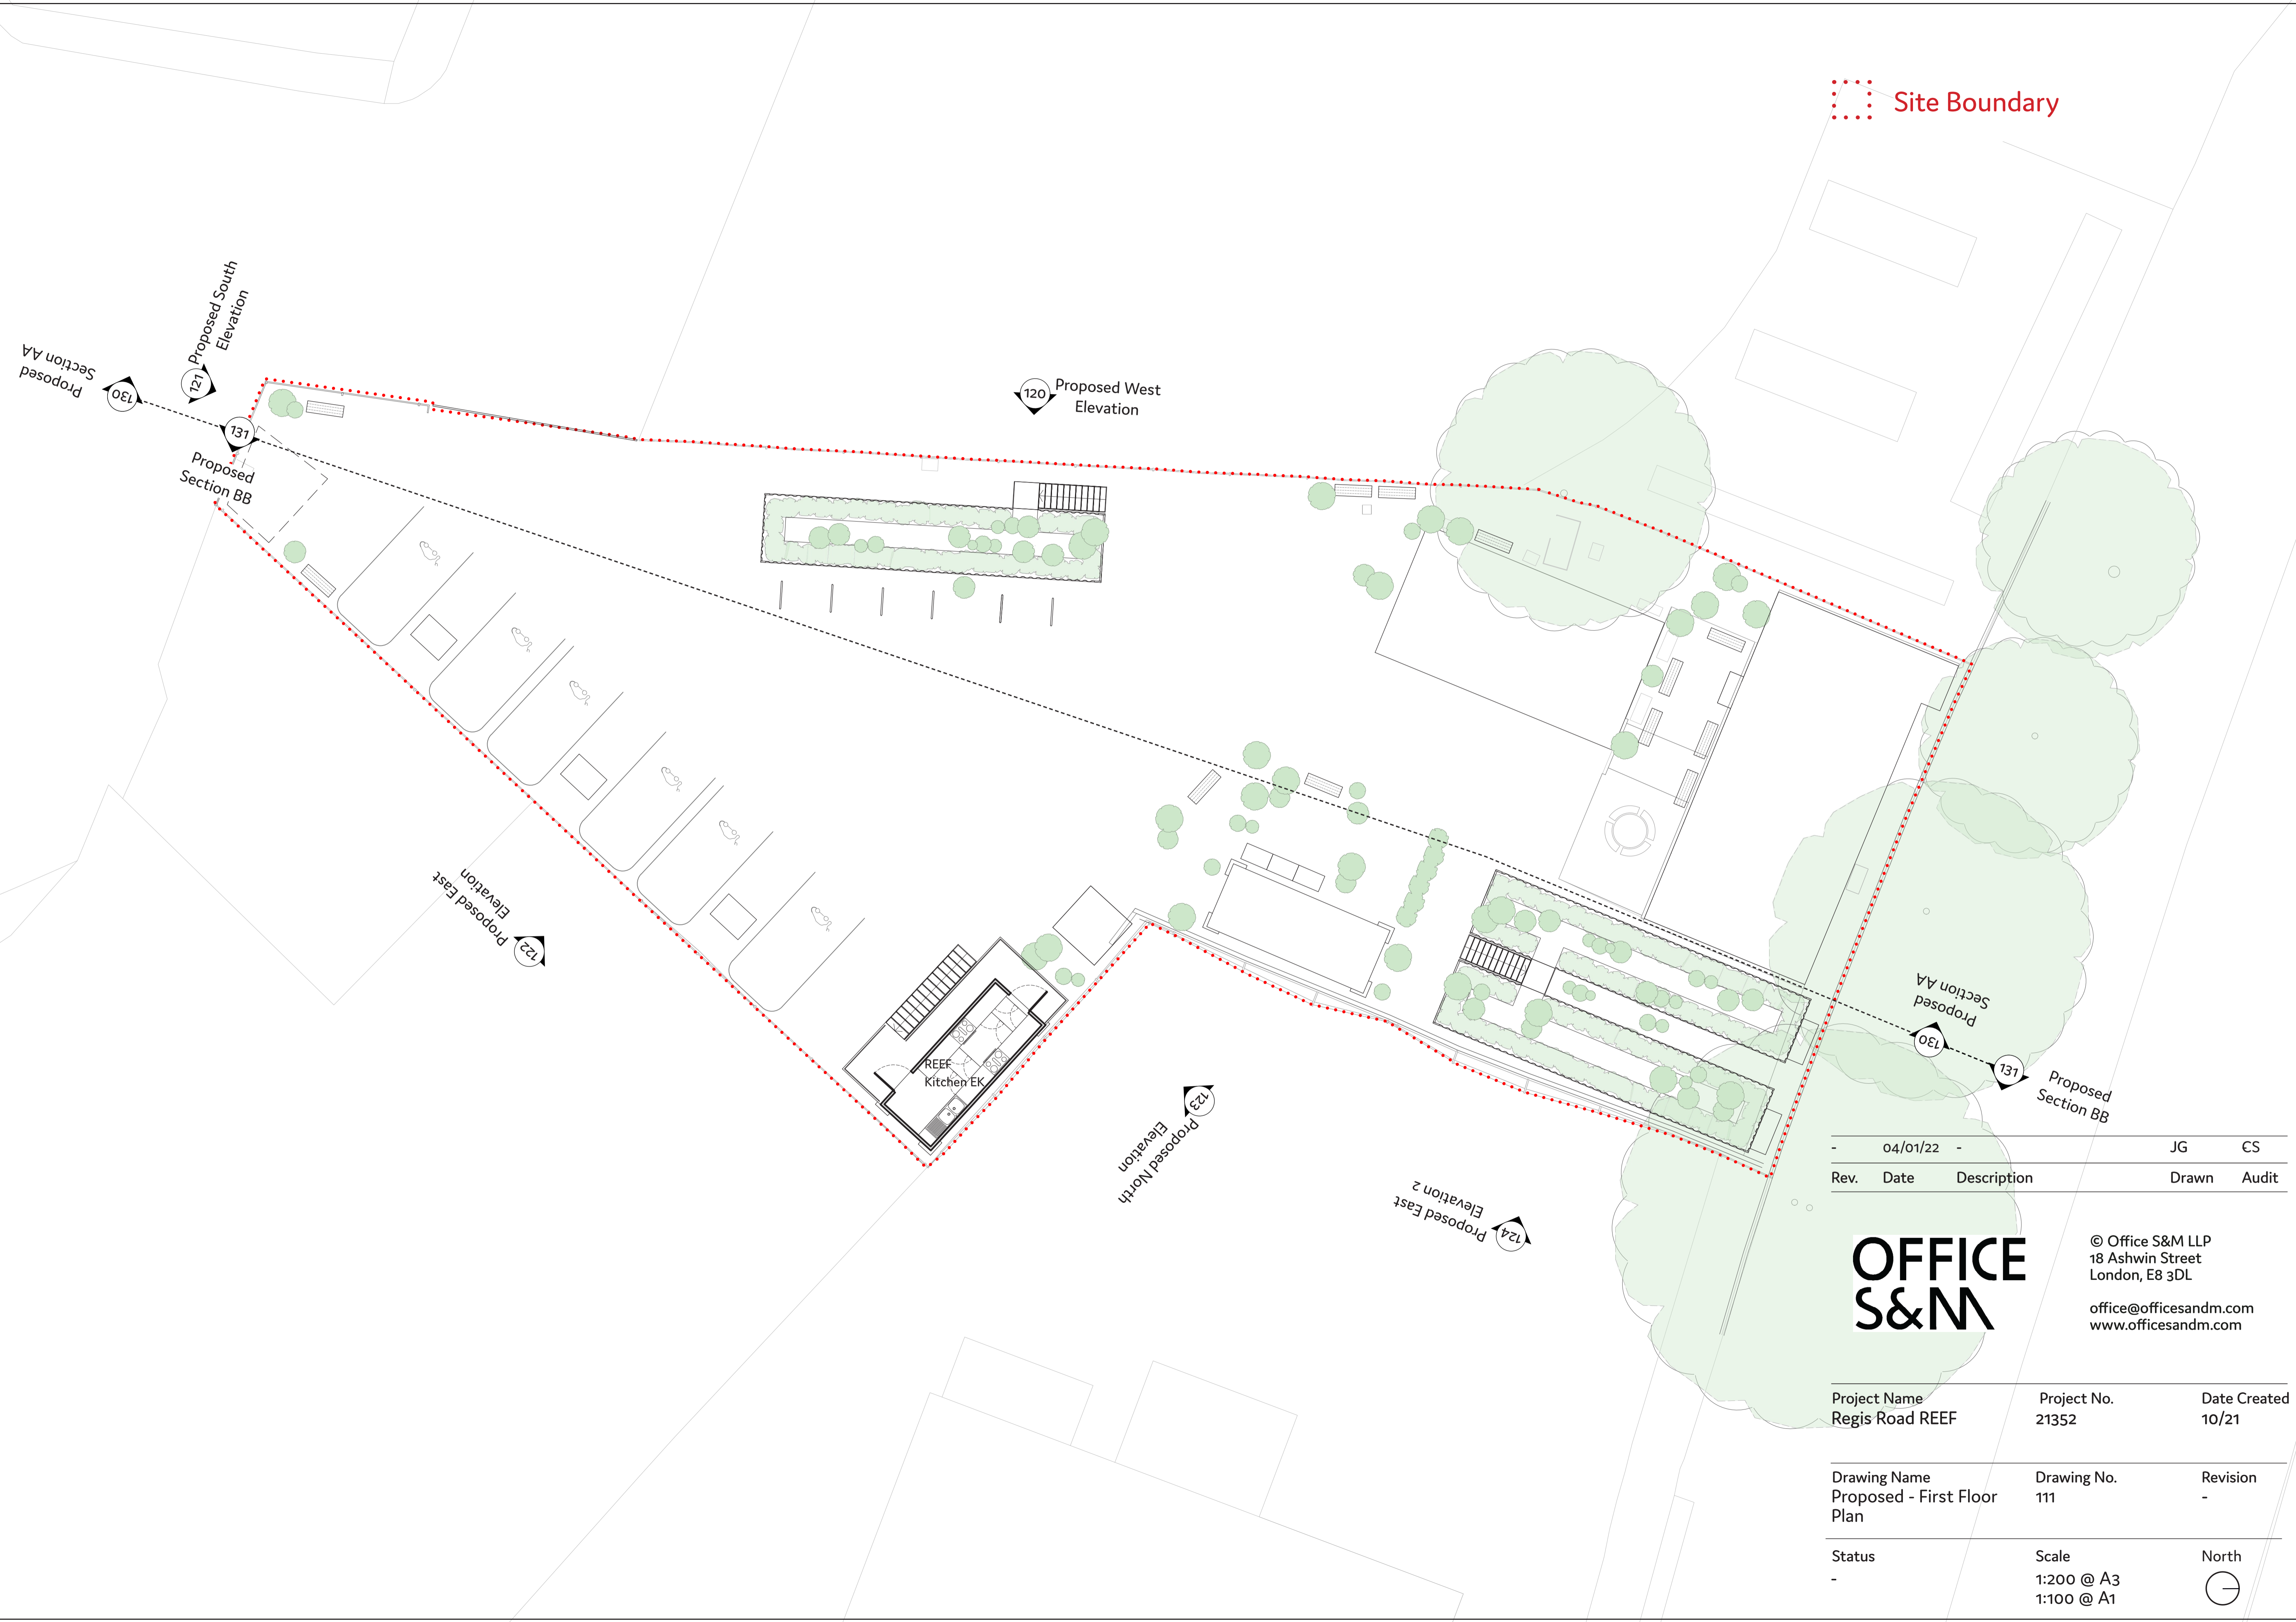 Site Boundary
Proposed South
Elevation
121
Proposed
Section AA
130
131
Proposed
Section BB
120
Proposed West
Elevation
Proposed East
Elevation
122
REEF
Kitchen EK
123
Proposed North
Elevation
Proposed East
Elevation 2
124
Proposed
Section AA
130
131
Proposed
Section BB
- 04/01/22 - JG CS
Rev. Date Description Drawn Audit
OFFICE
S&M
© Office S&M LLP
18 Ashwin Street
London, E8 3DL
office@officesandm.com
www.officesandm.com
Project Name Project No. Date Created
Regis Road REEF 21352 10/21
Drawing Name Drawing No. Revision
Proposed - First Floor 111 -
Plan
Status Scale North
- 1:200 @ A3
1:100 @ A1